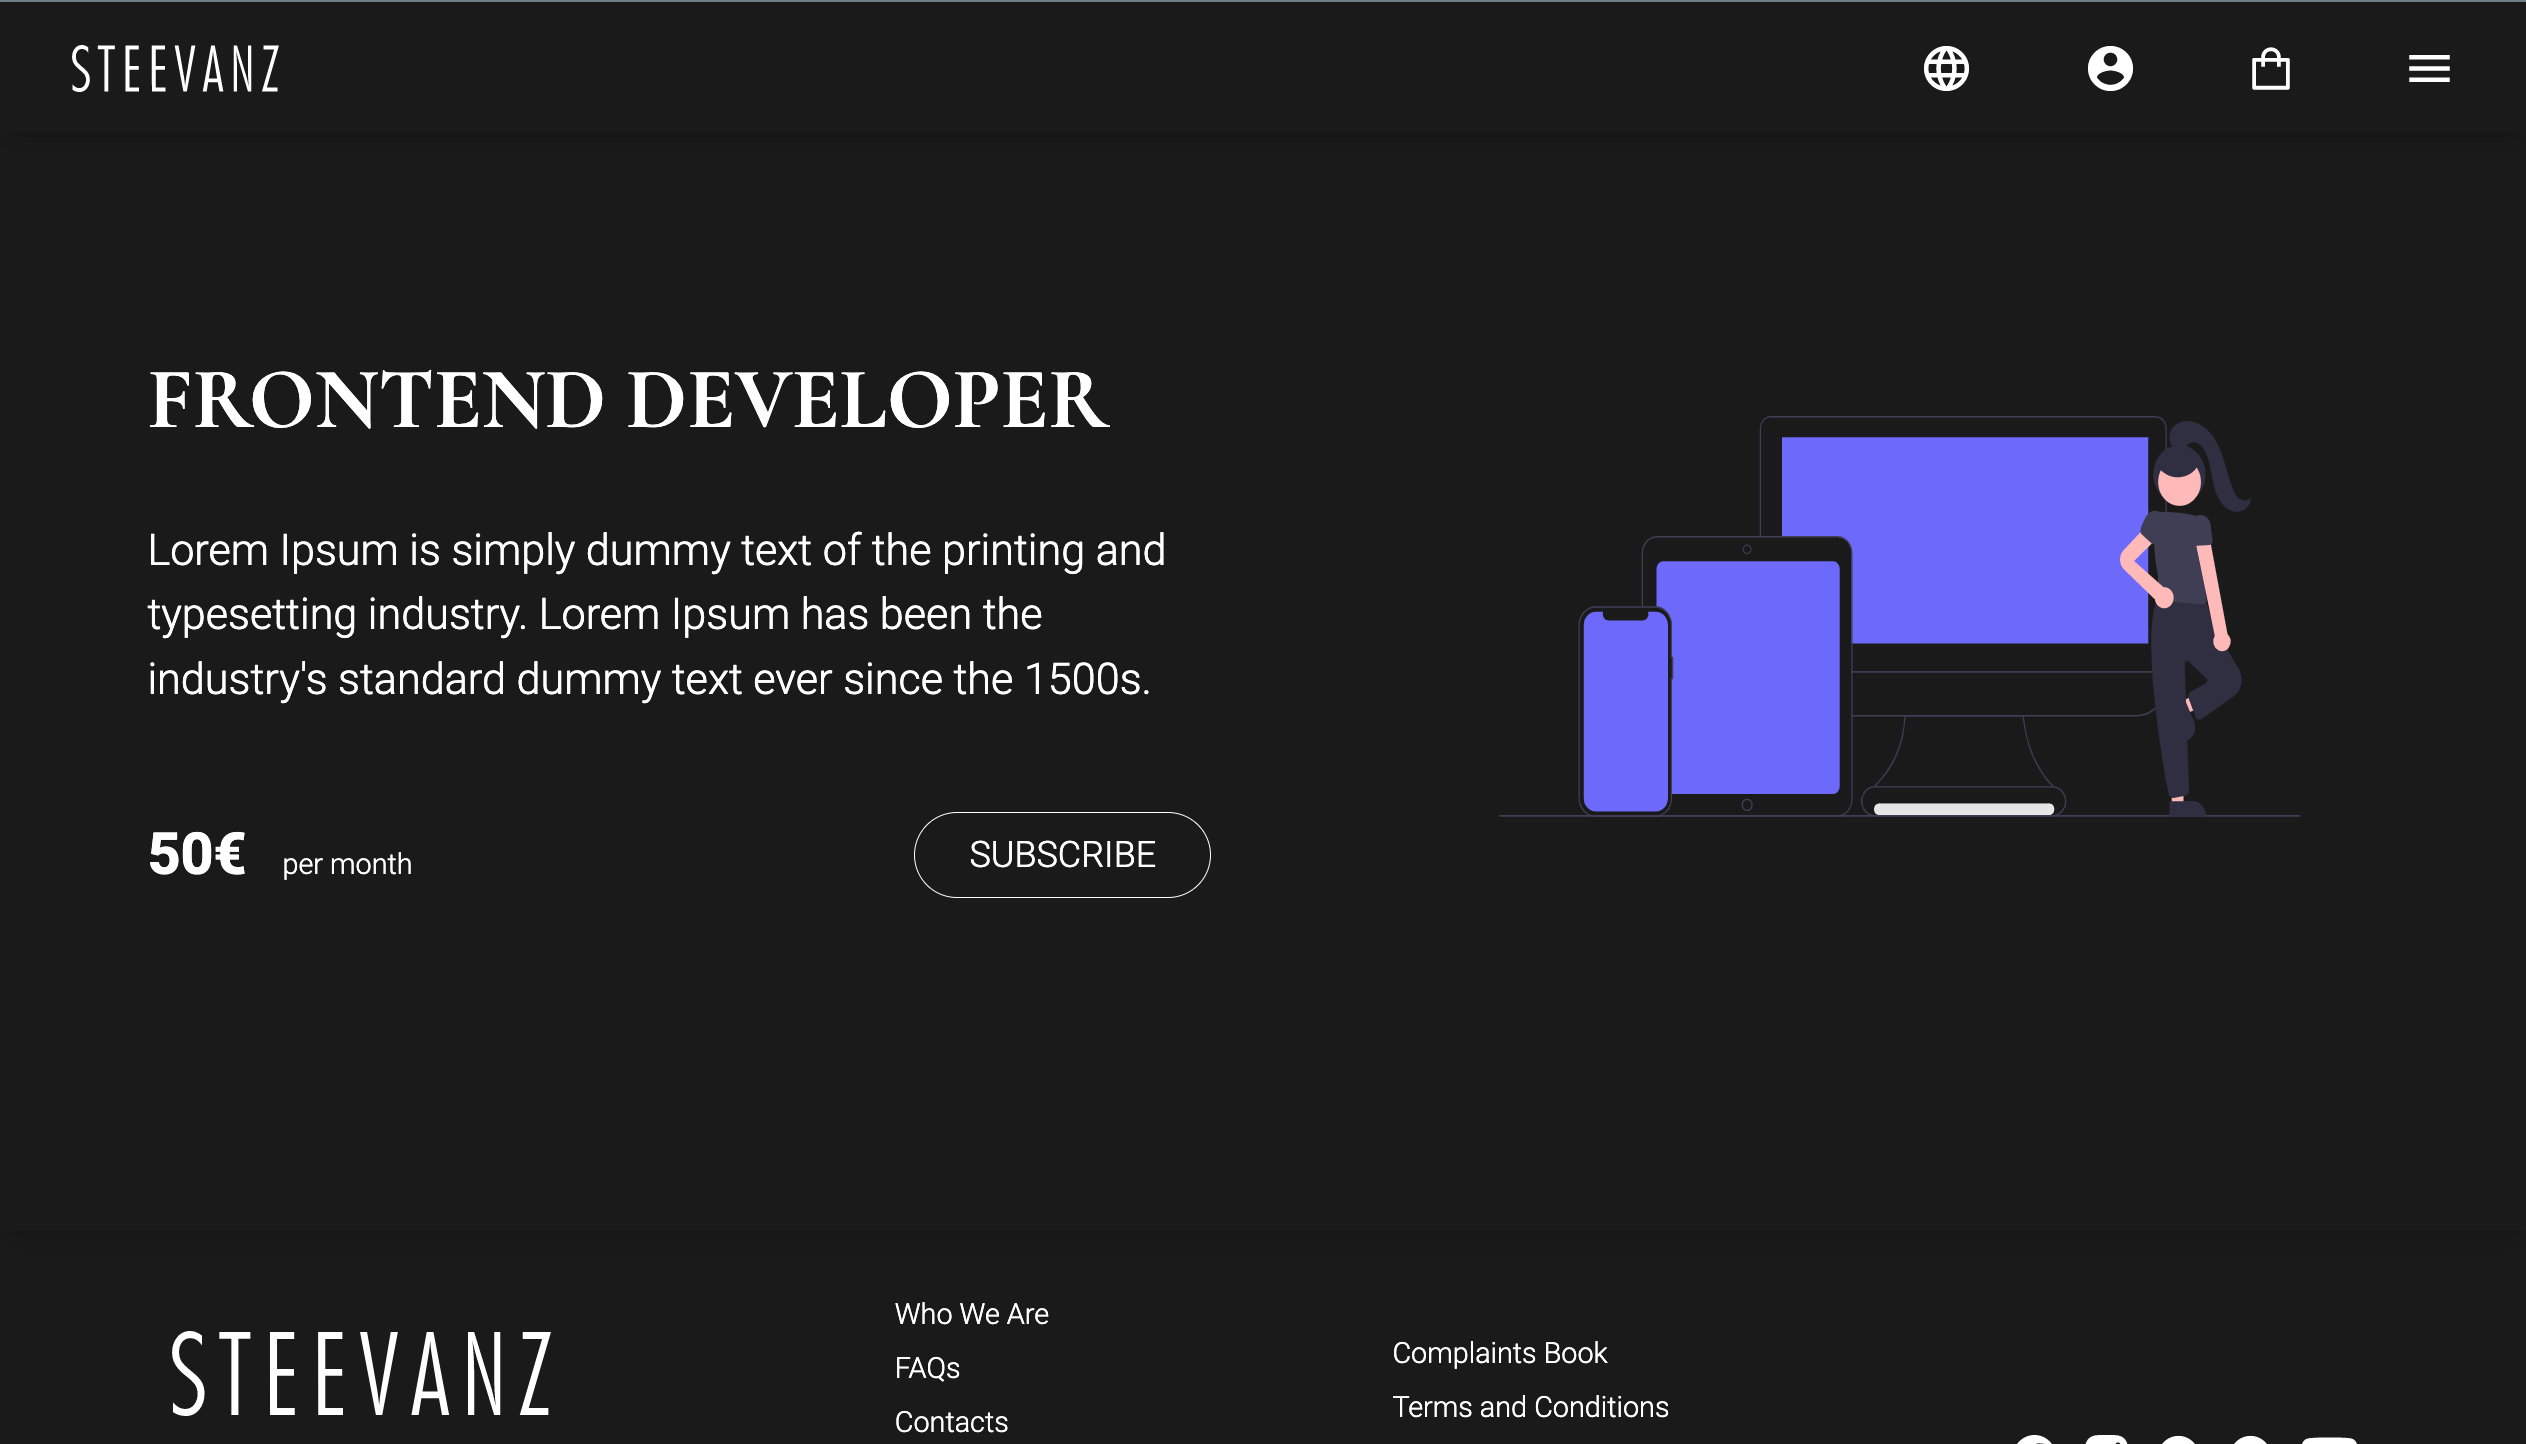 STEEVANZ
FRONTEND DEVELOPER
Lorem Ipsum is simply dummy text of the printing and
typesetting industry. Lorem Ipsum has been the
industry's standard dummy text ever since the 1500s.
50€ per month
SUBSCRIBE
STEEVANZ
Who We Are
FAQs
Contacts
Complaints Book
Terms and Conditions